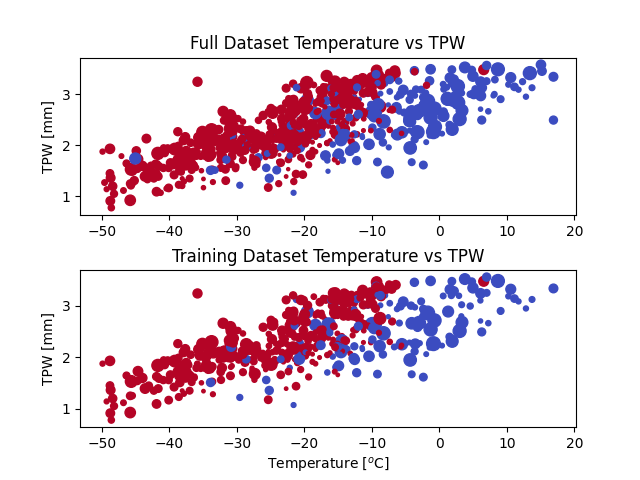 Full Dataset Temperature vs TPW
TPW [mm]
3
2
1
−50 −40 −30 −20 −10 0 10 20
Training Dataset Temperature vs TPW
TPW [mm]
3
2
1
−50 −40 −30 −20 −10 0 10 20
Temperature [°C]